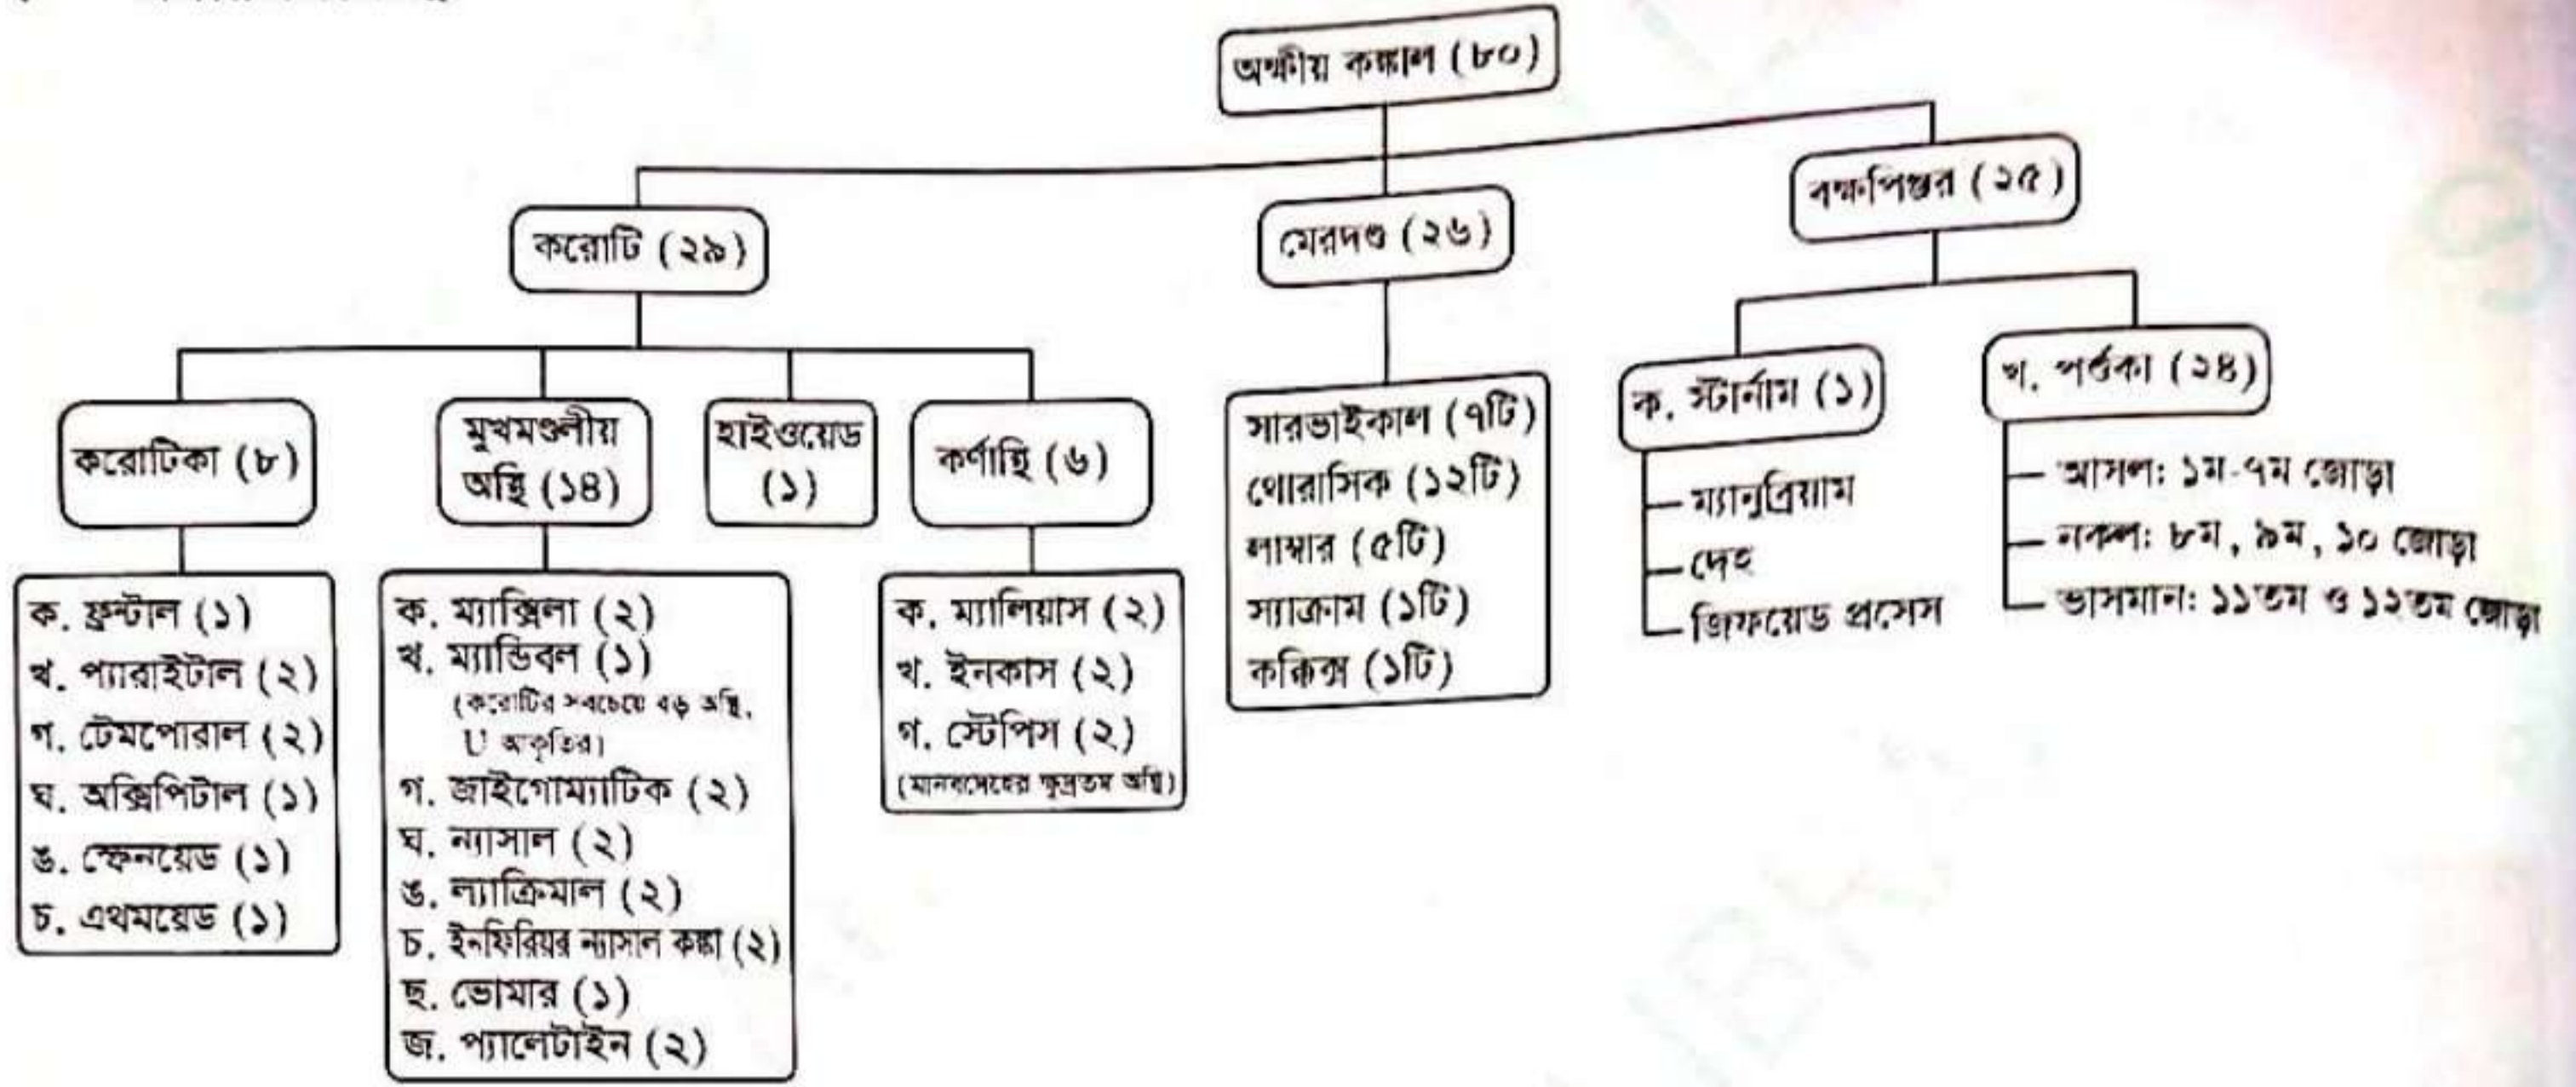 অক্ষীয় কঙ্কাল (৮০)
করোটি (২৯)
মেরুদণ্ড (২৬)
বক্ষপিঞ্জর (২৫)
করোটিকা (৮)
মুখমণ্ডলীয়
অস্থি (১৪)
হাইওয়েড
(১)
কর্ণাস্থি (৬)
ক. ফ্রন্টাল (১)
খ. প্যারাইটাল (২)
গ. টেমপোরাল (২)
ঘ. অক্সিপিটাল (১)
ঙ. স্ফেনয়েড (১)
চ. এথময়েড (১)
ক. ম্যাক্সিলা (২)
খ. ম্যান্ডিবল (১)
(করোটির সবচেয়ে বড় অস্থি,
U আকৃতির)
গ. জাইগোম্যাটিক (২)
ঘ. ন্যাসাল (২)
ঙ. ল্যাক্রিমাল (২)
চ. ইনফিরিয়র ন্যাসাল কঙ্কা (২)
ছ. ভোমার (১)
জ. প্যালেটাইন (২)
ক. ম্যালিয়াস (২)
খ. ইনকাস (২)
গ. স্টেপিস (২)
(মানবদেহের ক্ষুদ্রতম অস্থি)
সারভাইকাল (৭টি)
থোরাসিক (১২টি)
লাম্বার (৫টি)
স্যাক্রাম (১টি)
কক্কিক্স (১টি)
ক. স্টার্নাম (১)
ম্যানুব্রিয়াম
দেহ
জিফয়েড প্রসেস
খ. পর্শুকা (২৪)
আসল: ১ম-৭ম জোড়া
নকল: ৮ম, ৯ম, ১০ জোড়া
ভাসমান: ১১তম ও ১২তম জোড়া